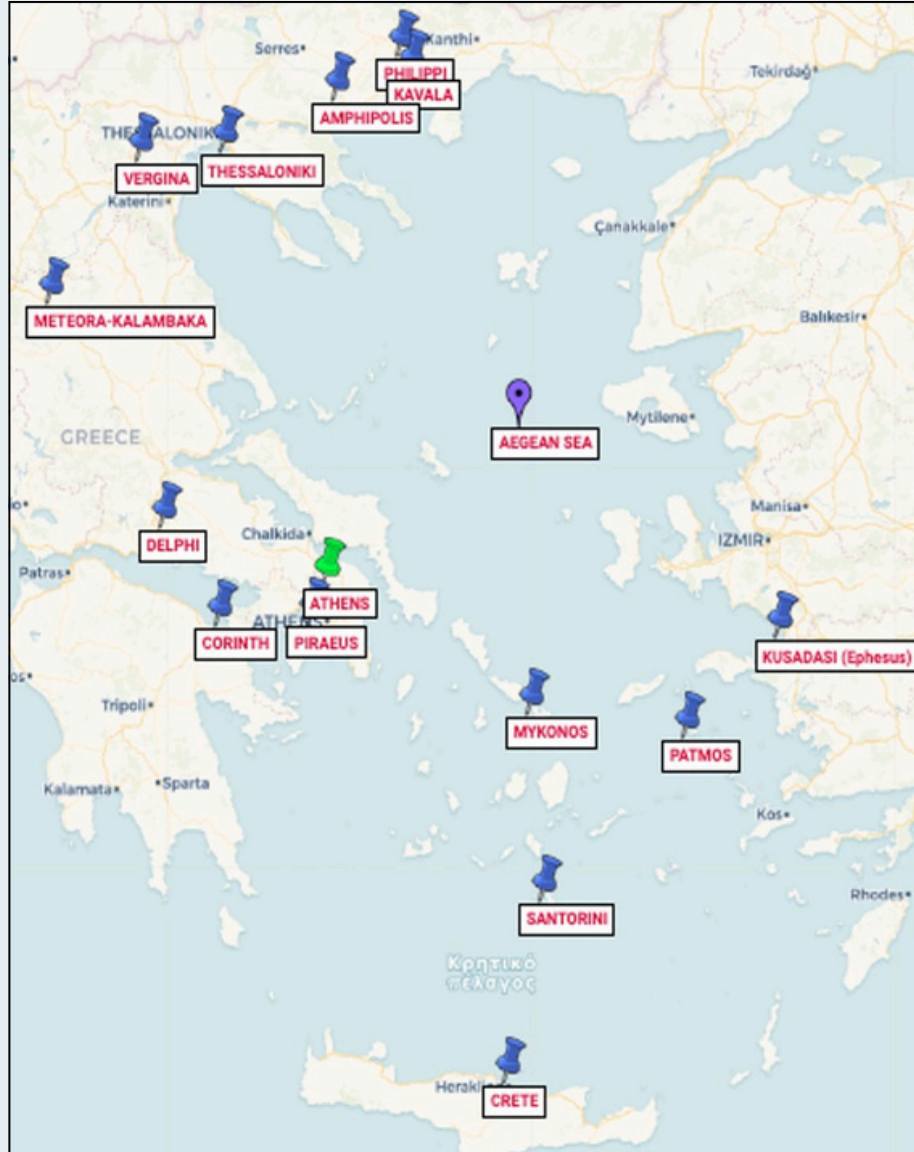 Serres
Xanthi
PHILIPPI
KAVALA
Tekirdağ
AMPHIPOLIS
VERGINA
THESSALONIKI
Katerini
Çanakkale
METEORA-KALAMBAKA
Balıkesir
Mytilene
GREECE
AEGEAN SEA
Manisa
Chalkida
DELPHI
IZMIR
Patras
ATHENS
ATHENS
CORINTH
PIRAEUS
KUSADASI (Ephesus)
Tripoli
MYKONOS
PATMOS
Kalamata
Sparta
Kos
Rhodes
SANTORINI
Κρητικό
πέλαγος
CRETE